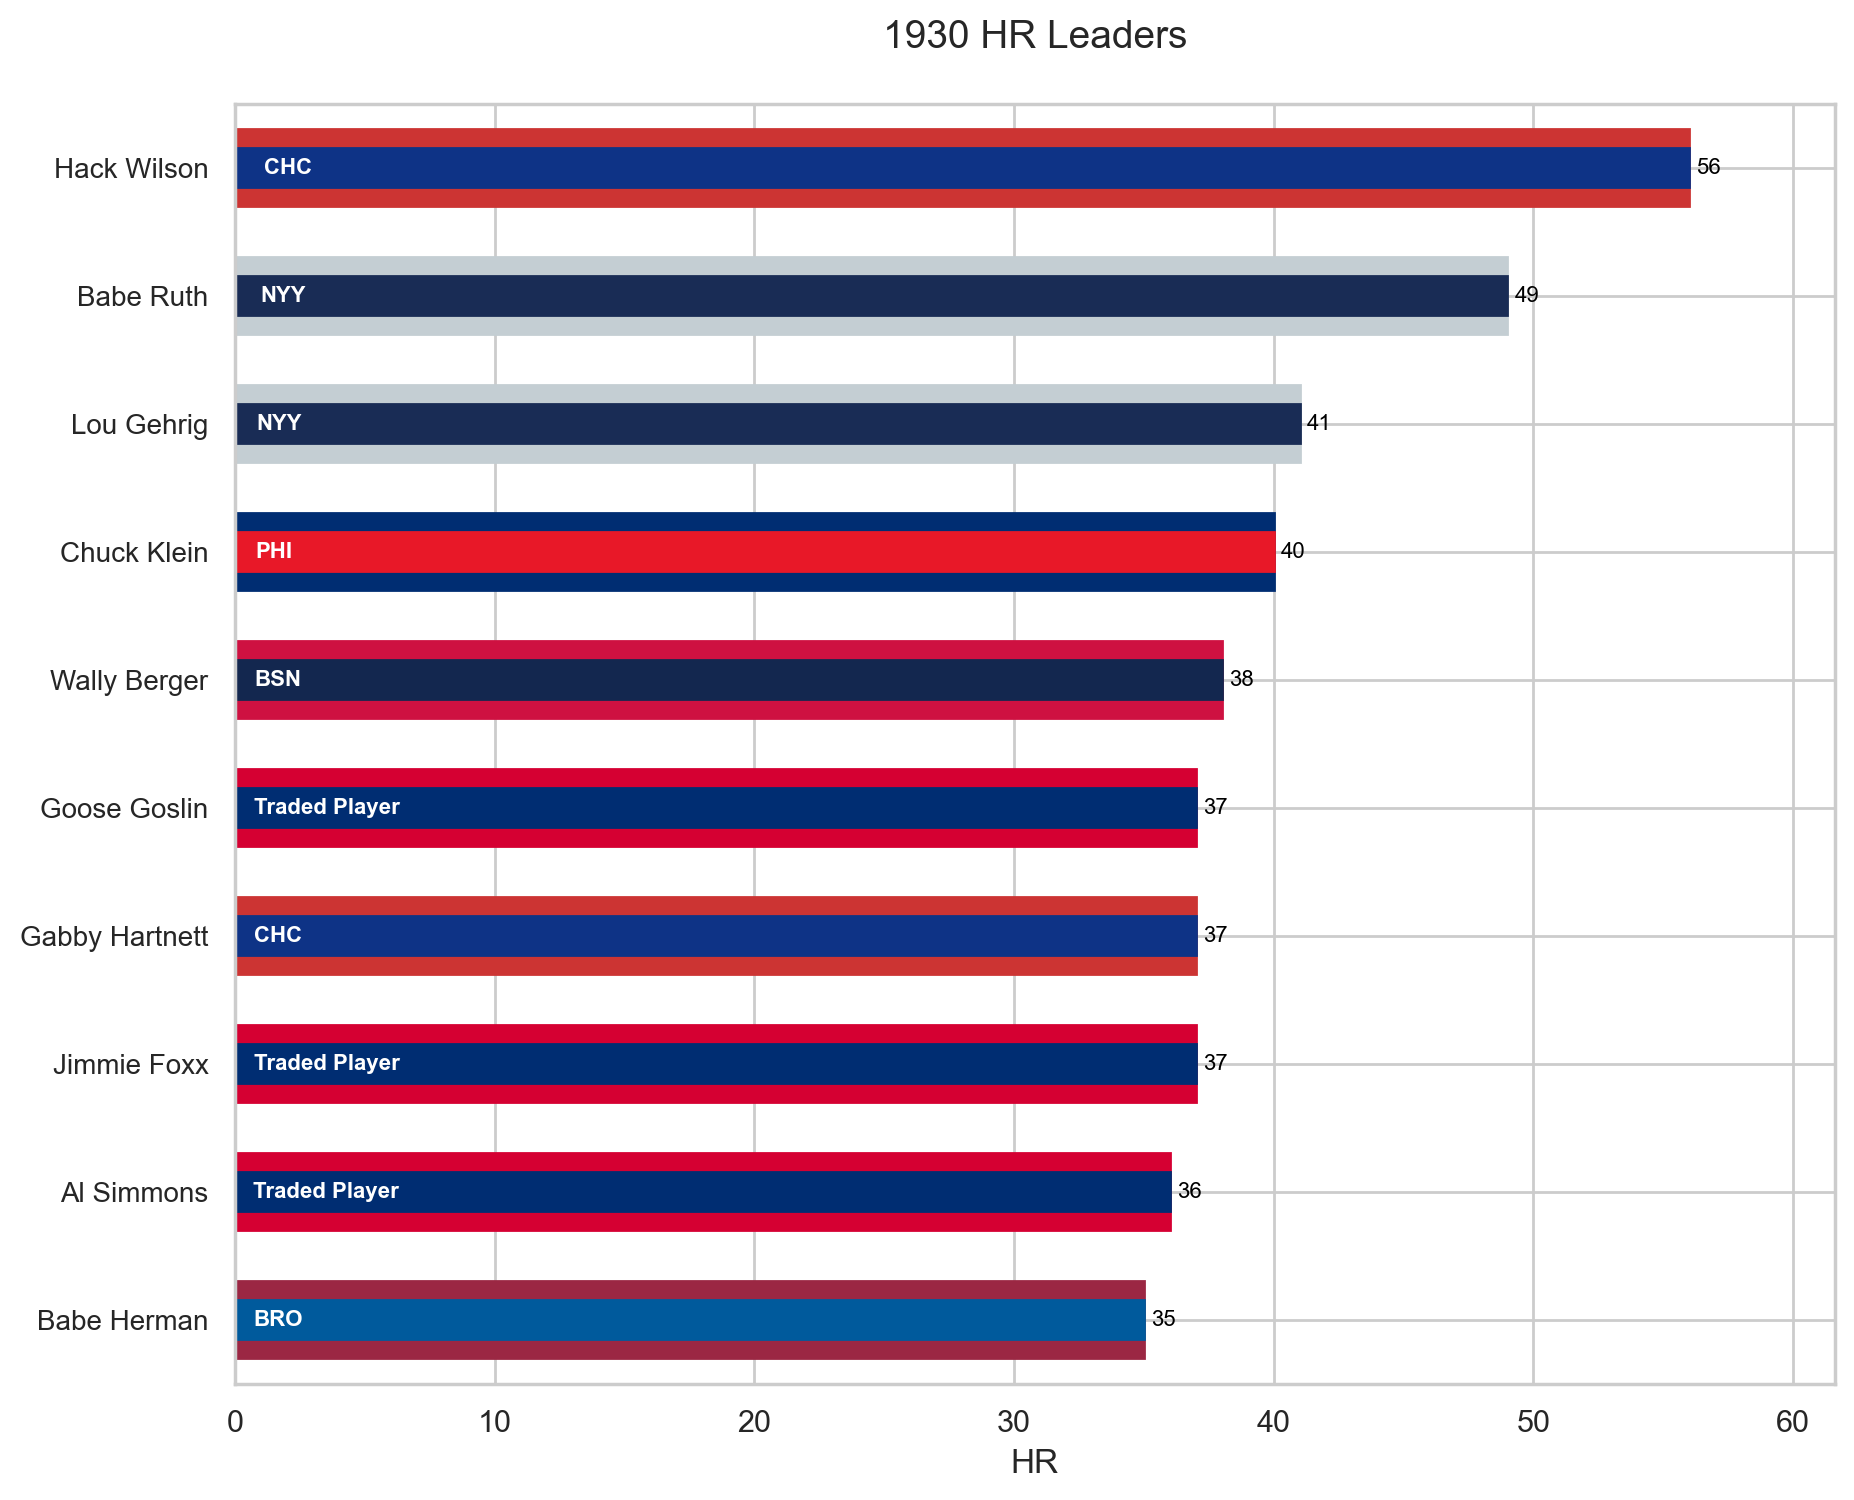 1930 HR Leaders
Hack Wilson CHC 56
Babe Ruth NYY 49
Lou Gehrig NYY 41
Chuck Klein PHI 40
Wally Berger BSN 38
Goose Goslin Traded Player 37
Gabby Hartnett CHC 37
Jimmie Foxx Traded Player 37
Al Simmons Traded Player 36
Babe Herman BRO 35
0 10 20 30 40 50 60
HR